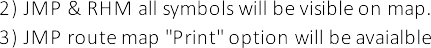 2) JMP & RHM all symbols will be visible on map.
3) JMP route map "Print" option will be avaialble